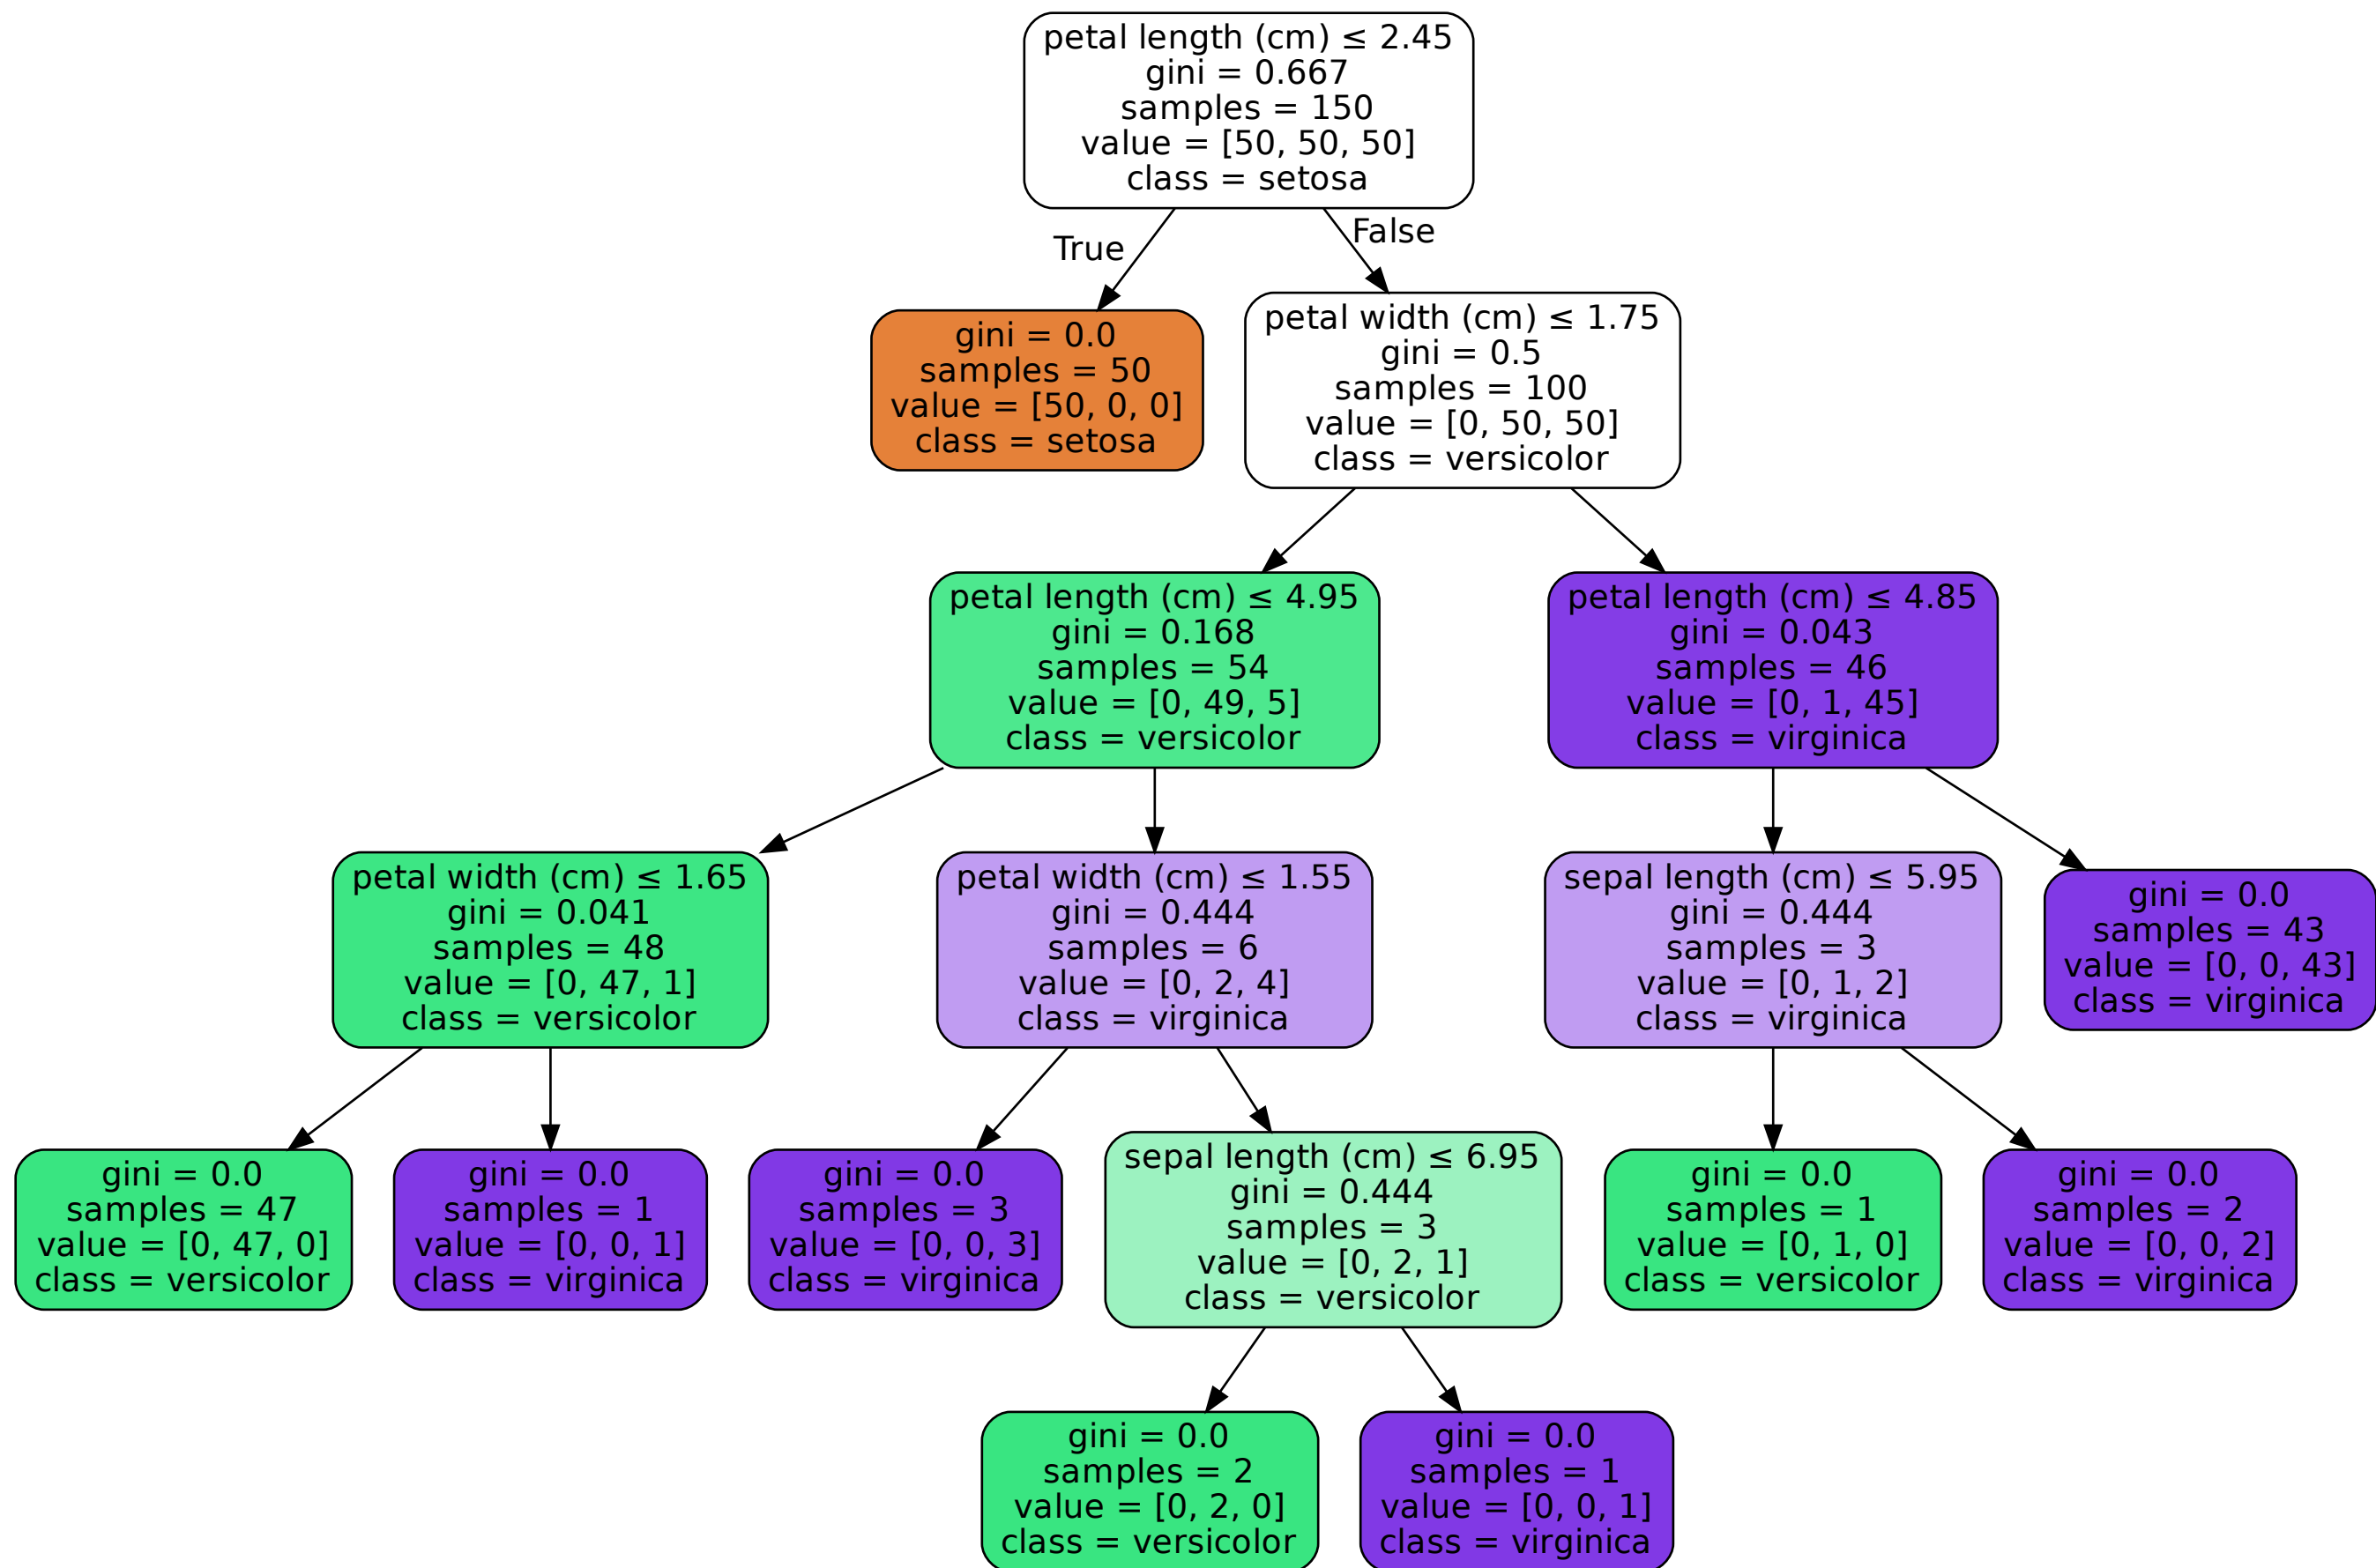 petal length (cm) ≤ 2.45
gini = 0.667
samples = 150
value = [50, 50, 50]
class = setosa
True
False
gini = 0.0
samples = 50
value = [50, 0, 0]
class = setosa
petal width (cm) ≤ 1.75
gini = 0.5
samples = 100
value = [0, 50, 50]
class = versicolor
petal length (cm) ≤ 4.95
gini = 0.168
samples = 54
value = [0, 49, 5]
class = versicolor
petal length (cm) ≤ 4.85
gini = 0.043
samples = 46
value = [0, 1, 45]
class = virginica
petal width (cm) ≤ 1.65
gini = 0.041
samples = 48
value = [0, 47, 1]
class = versicolor
petal width (cm) ≤ 1.55
gini = 0.444
samples = 6
value = [0, 2, 4]
class = virginica
sepal length (cm) ≤ 5.95
gini = 0.444
samples = 3
value = [0, 1, 2]
class = virginica
gini = 0.0
samples = 43
value = [0, 0, 43]
class = virginica
gini = 0.0
samples = 47
value = [0, 47, 0]
class = versicolor
gini = 0.0
samples = 1
value = [0, 0, 1]
class = virginica
gini = 0.0
samples = 3
value = [0, 0, 3]
class = virginica
sepal length (cm) ≤ 6.95
gini = 0.444
samples = 3
value = [0, 2, 1]
class = versicolor
gini = 0.0
samples = 1
value = [0, 1, 0]
class = versicolor
gini = 0.0
samples = 2
value = [0, 0, 2]
class = virginica
gini = 0.0
samples = 2
value = [0, 2, 0]
class = versicolor
gini = 0.0
samples = 1
value = [0, 0, 1]
class = virginica